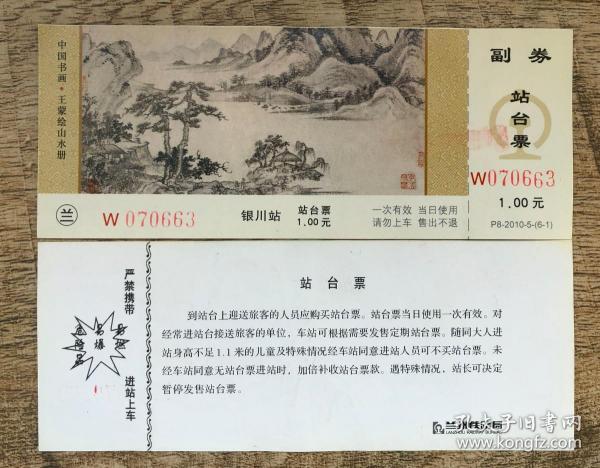 中国书画·王蒙绘山水册
副券
站台票
W070663
1.00元
P8-2010-5-(6-1)
兰
W 070663
银川站 站台票
1.00元
一次有效 当日使用
请勿上车 售出不退
站台票
到站台上迎送旅客的人员应购买站台票。站台票当日使用一次有效。对
经常进站台接送旅客的单位，车站可根据需要发售定期站台票。随同大人进
站身高不足1.1米的儿童及特殊情况经车站同意进站人员可不买站台票。未
经车站同意无站台票进站时，加倍补收站台票款。遇特殊情况，站长可决定
暂停发售站台票。
严禁携带
易燃
易爆
危险品
进站上车
兰州铁路局
LANZHOU RAILWAY BUREAU
孔夫子旧书网
www.kongfz.com